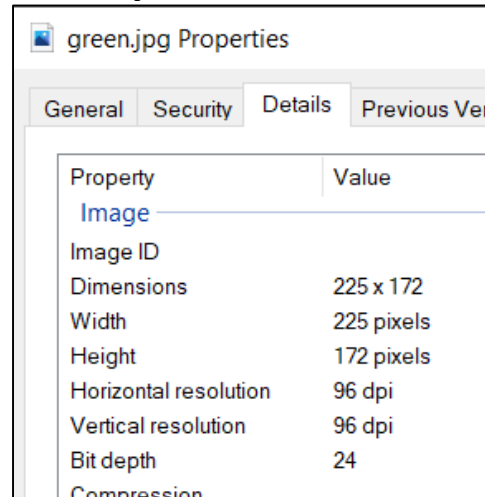 green.jpg Properties
General Security Details Previous Ver
Property Value
Image
Image ID
Dimensions 225 x 172
Width 225 pixels
Height 172 pixels
Horizontal resolution 96 dpi
Vertical resolution 96 dpi
Bit depth 24
Compression